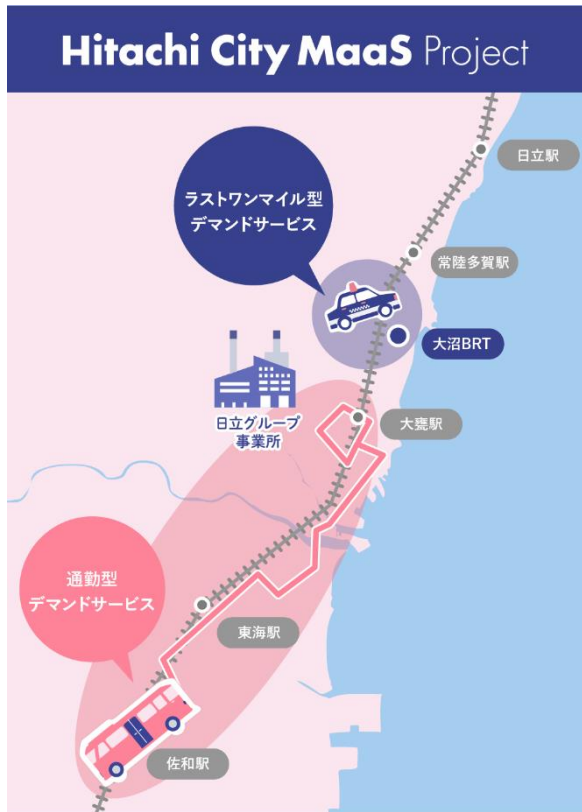 Hitachi City MaaS Project
日立駅
ラストワンマイル型
デマンドサービス
常陸多賀駅
大沼BRT
日立グループ
事業所
大甕駅
通勤型
デマンドサービス
東海駅
佐和駅